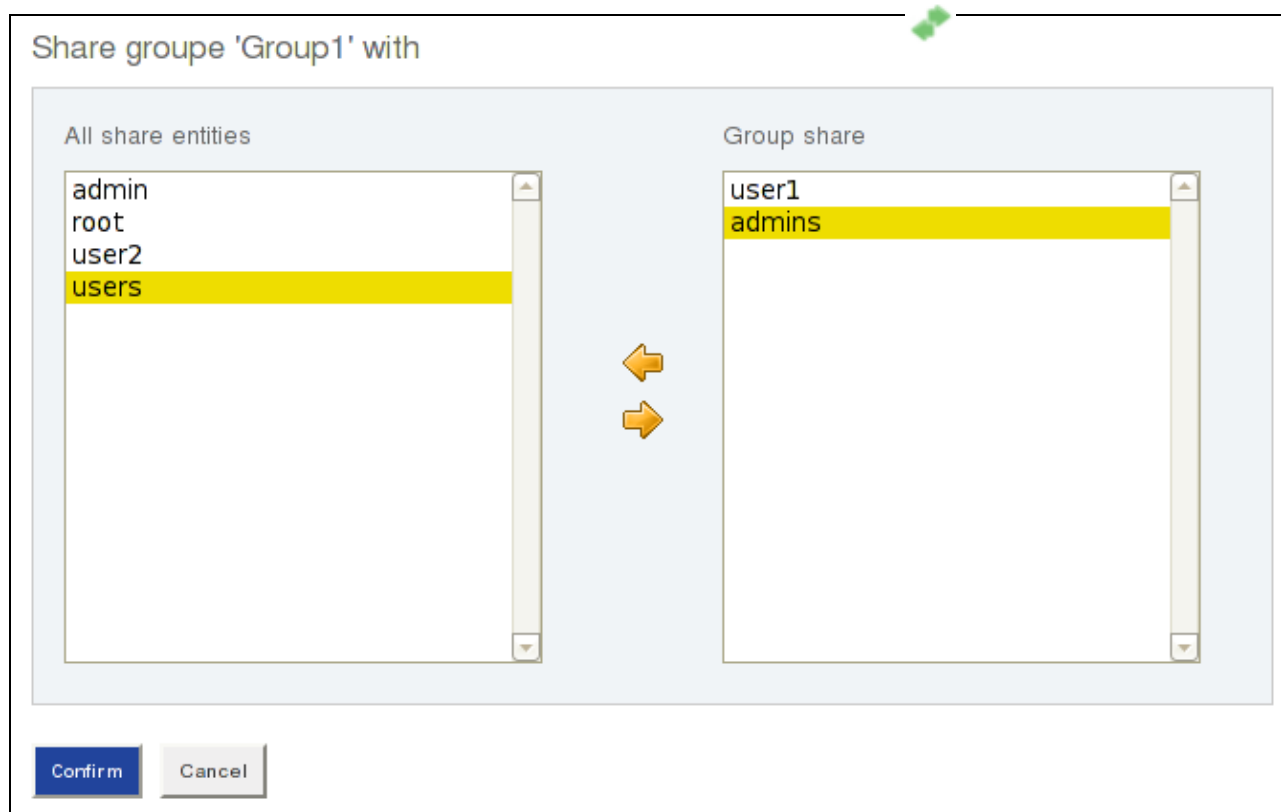 Share groupe 'Group1' with
All share entities
Group share
admin
root
user2
users
user1
admins
Confirm
Cancel